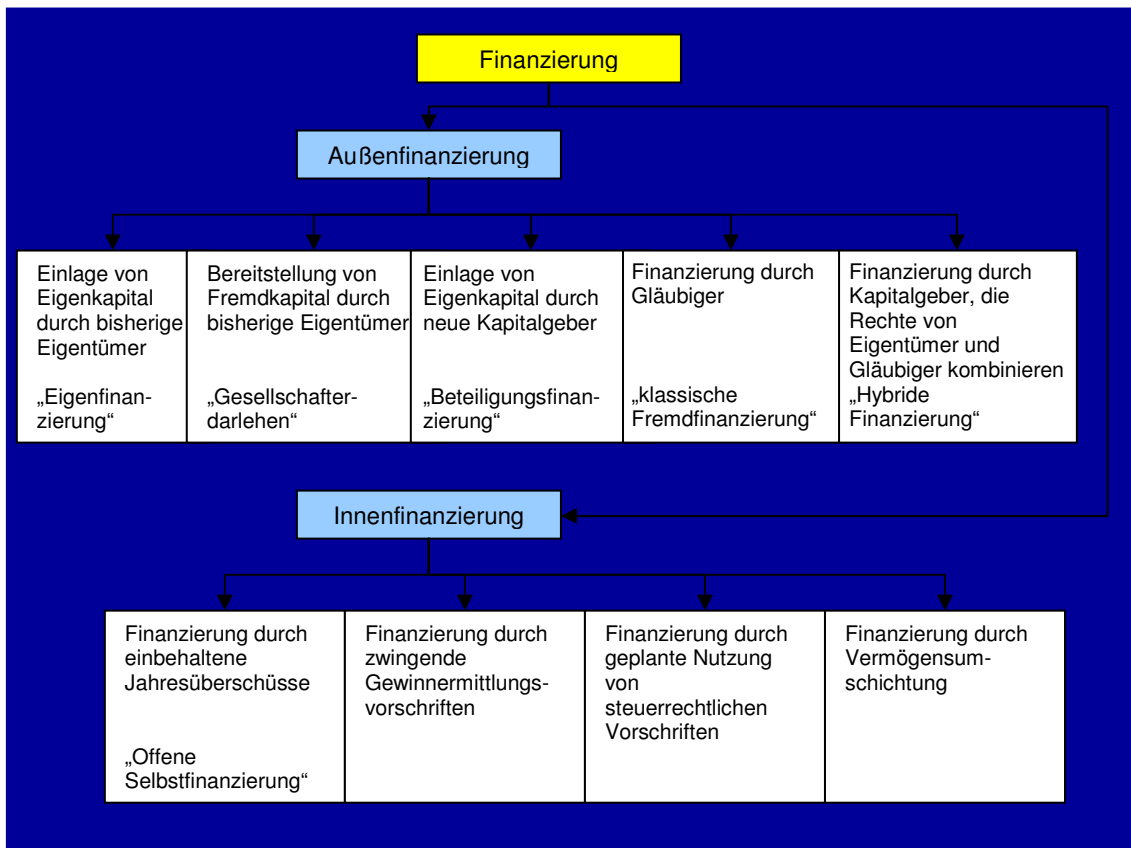 Finanzierung
Außenfinanzierung
Einlage von
Eigenkapital
durch bisherige
Eigentümer
„Eigenfinan-
zierung“
Bereitstellung von
Fremdkapital durch
bisherige Eigentümer
„Gesellschafter-
darlehen“
Einlage von
Eigenkapital durch
neue Kapitalgeber
„Beteiligungsfinan-
zierung“
Finanzierung durch
Gläubiger
„klassische
Fremdfinanzierung“
Finanzierung durch
Kapitalgeber, die
Rechte von
Eigentümer und
Gläubiger kombinieren
„Hybride
Finanzierung“
Innenfinanzierung
Finanzierung durch
einbehaltene
Jahresüberschüsse
„Offene
Selbstfinanzierung“
Finanzierung durch
zwingende
Gewinnermittlungs-
vorschriften
Finanzierung durch
geplante Nutzung
von
steuerrechtlichen
Vorschriften
Finanzierung durch
Vermögensum-
schichtung